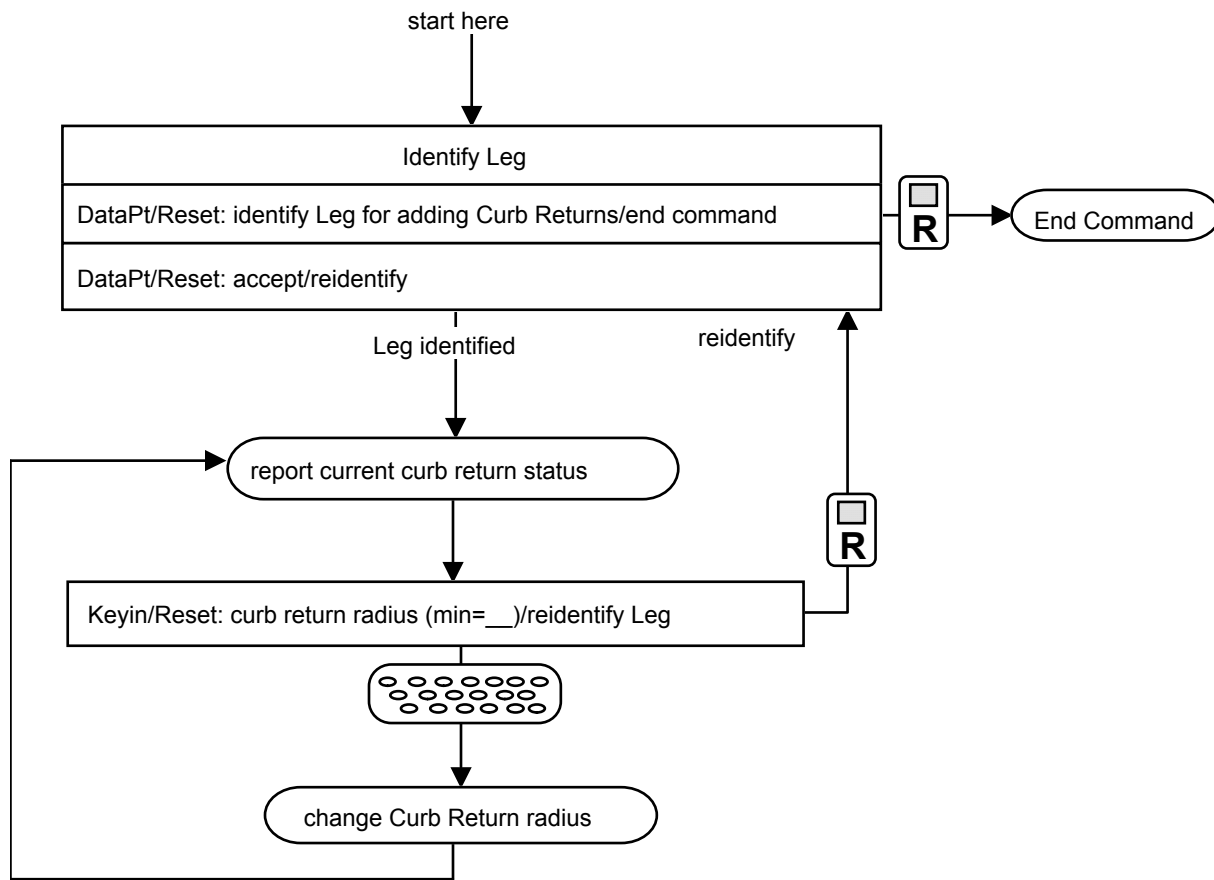 start here
Identify Leg
DataPt/Reset: identify Leg for adding Curb Returns/end command
R
End Command
DataPt/Reset: accept/reidentify
Leg identified
reidentify
report current curb return status
R
Keyin/Reset: curb return radius (min=__)/reidentify Leg
change Curb Return radius